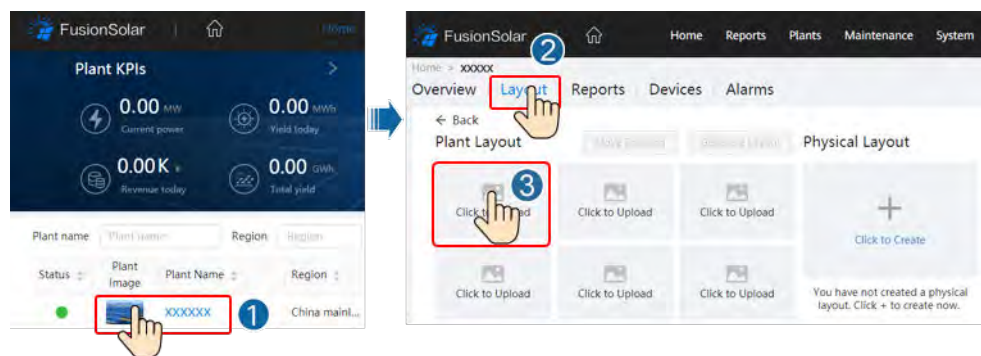 FusionSolar
Home
Plant KPIs >
0.00 MW
Current power
0.00 MWh
Yield today
0.00K ¥
Revenue today
0.00 GWh
Total yield
Plant name Plant name Region Region
Status Plant Image Plant Name Region
XXXXXX China mainl...
1
FusionSolar Home Reports Plants Maintenance System
2
Home > xxxxx
Overview Layout Reports Devices Alarms
← Back
Plant Layout Physical Layout
3
Click to Upload Click to Upload Click to Upload
Click to Create
Click to Upload Click to Upload Click to Upload
You have not created a physical
layout. Click + to create now.